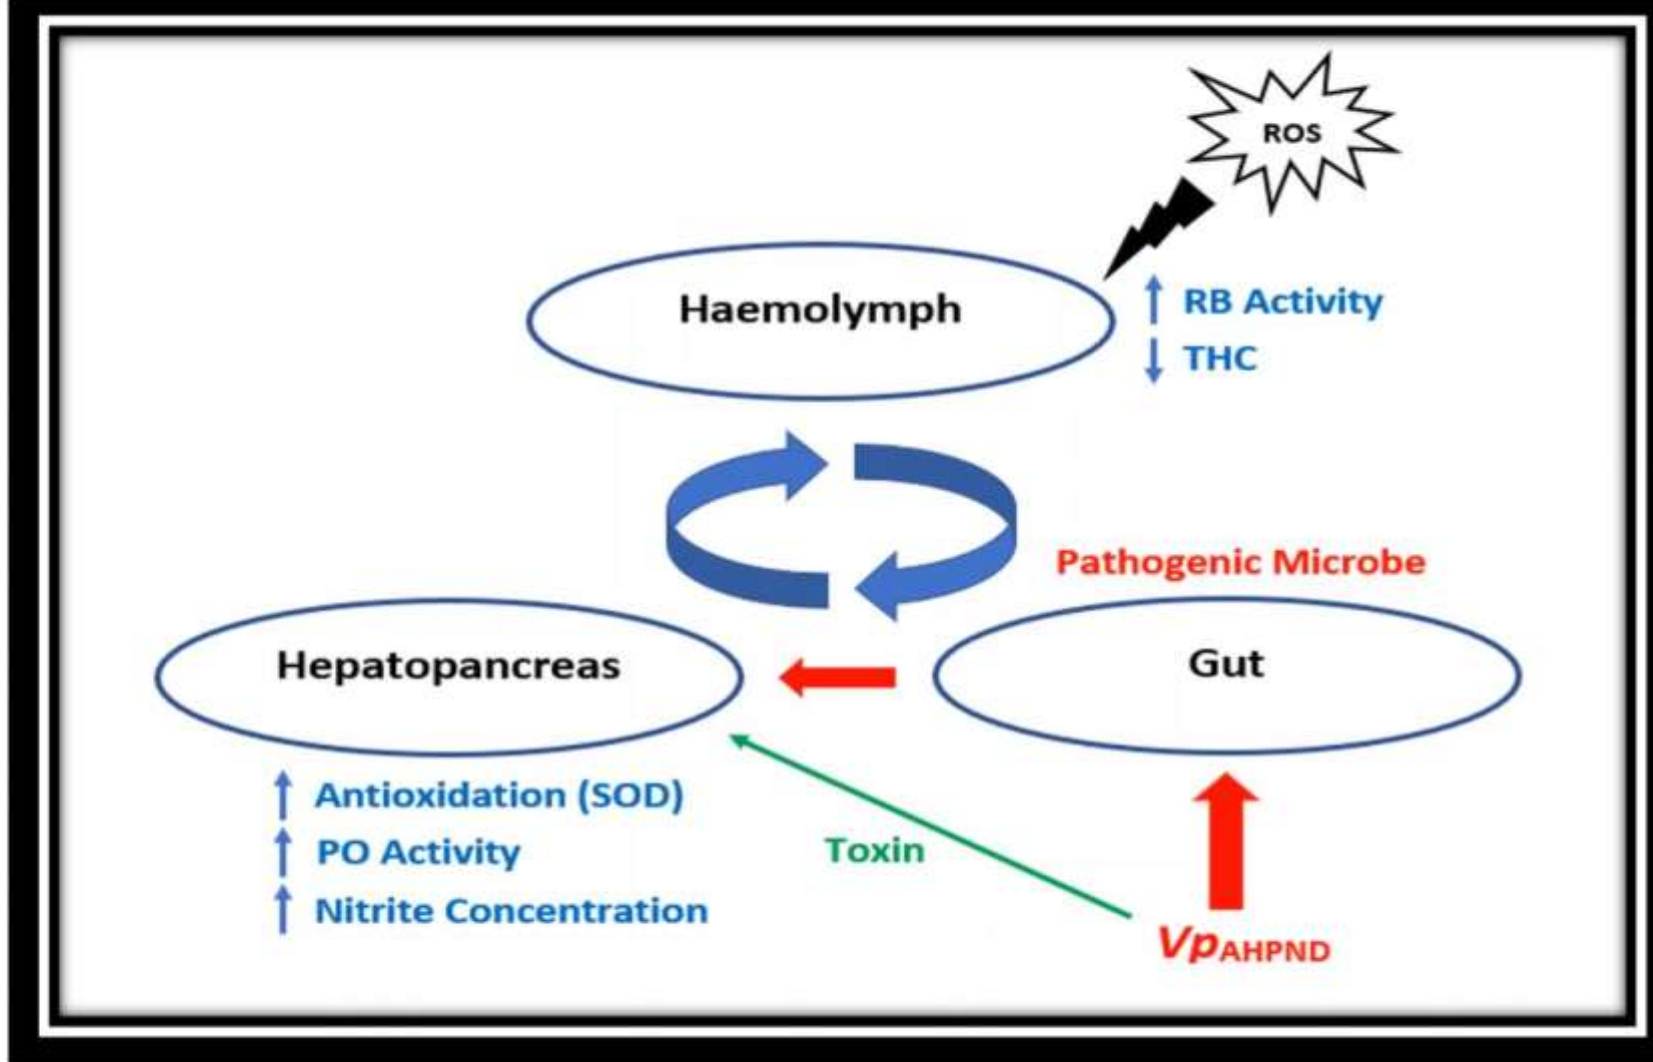 ROS
Haemolymph
RB Activity
THC
Pathogenic Microbe
Hepatopancreas
Gut
Antioxidation (SOD)
PO Activity
Toxin
Nitrite Concentration
VpAHPND